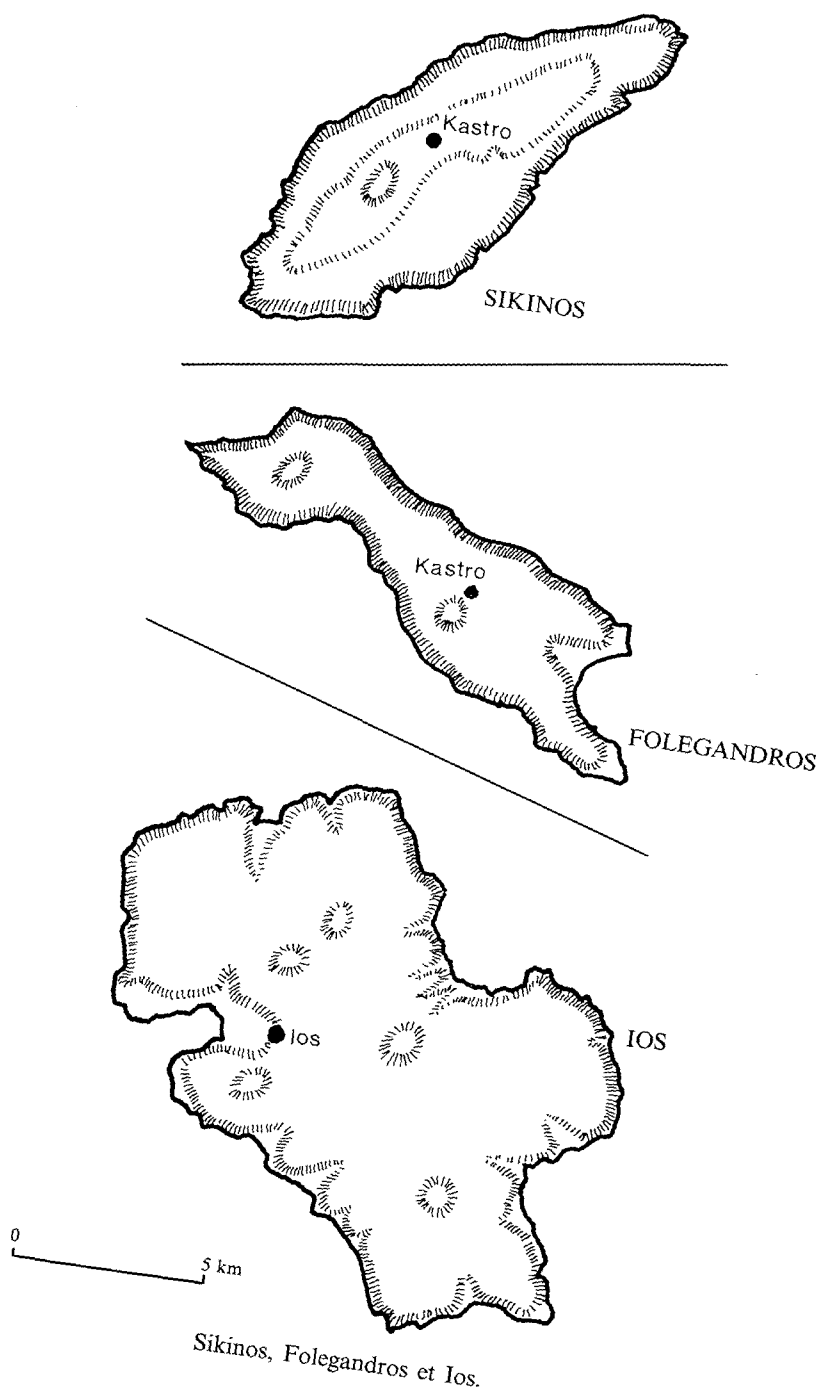 Kastro
SIKINOS
Kastro
FOLEGANDROS
Ios
IOS
0
5 km
Sikinos, Folegandros et Ios.